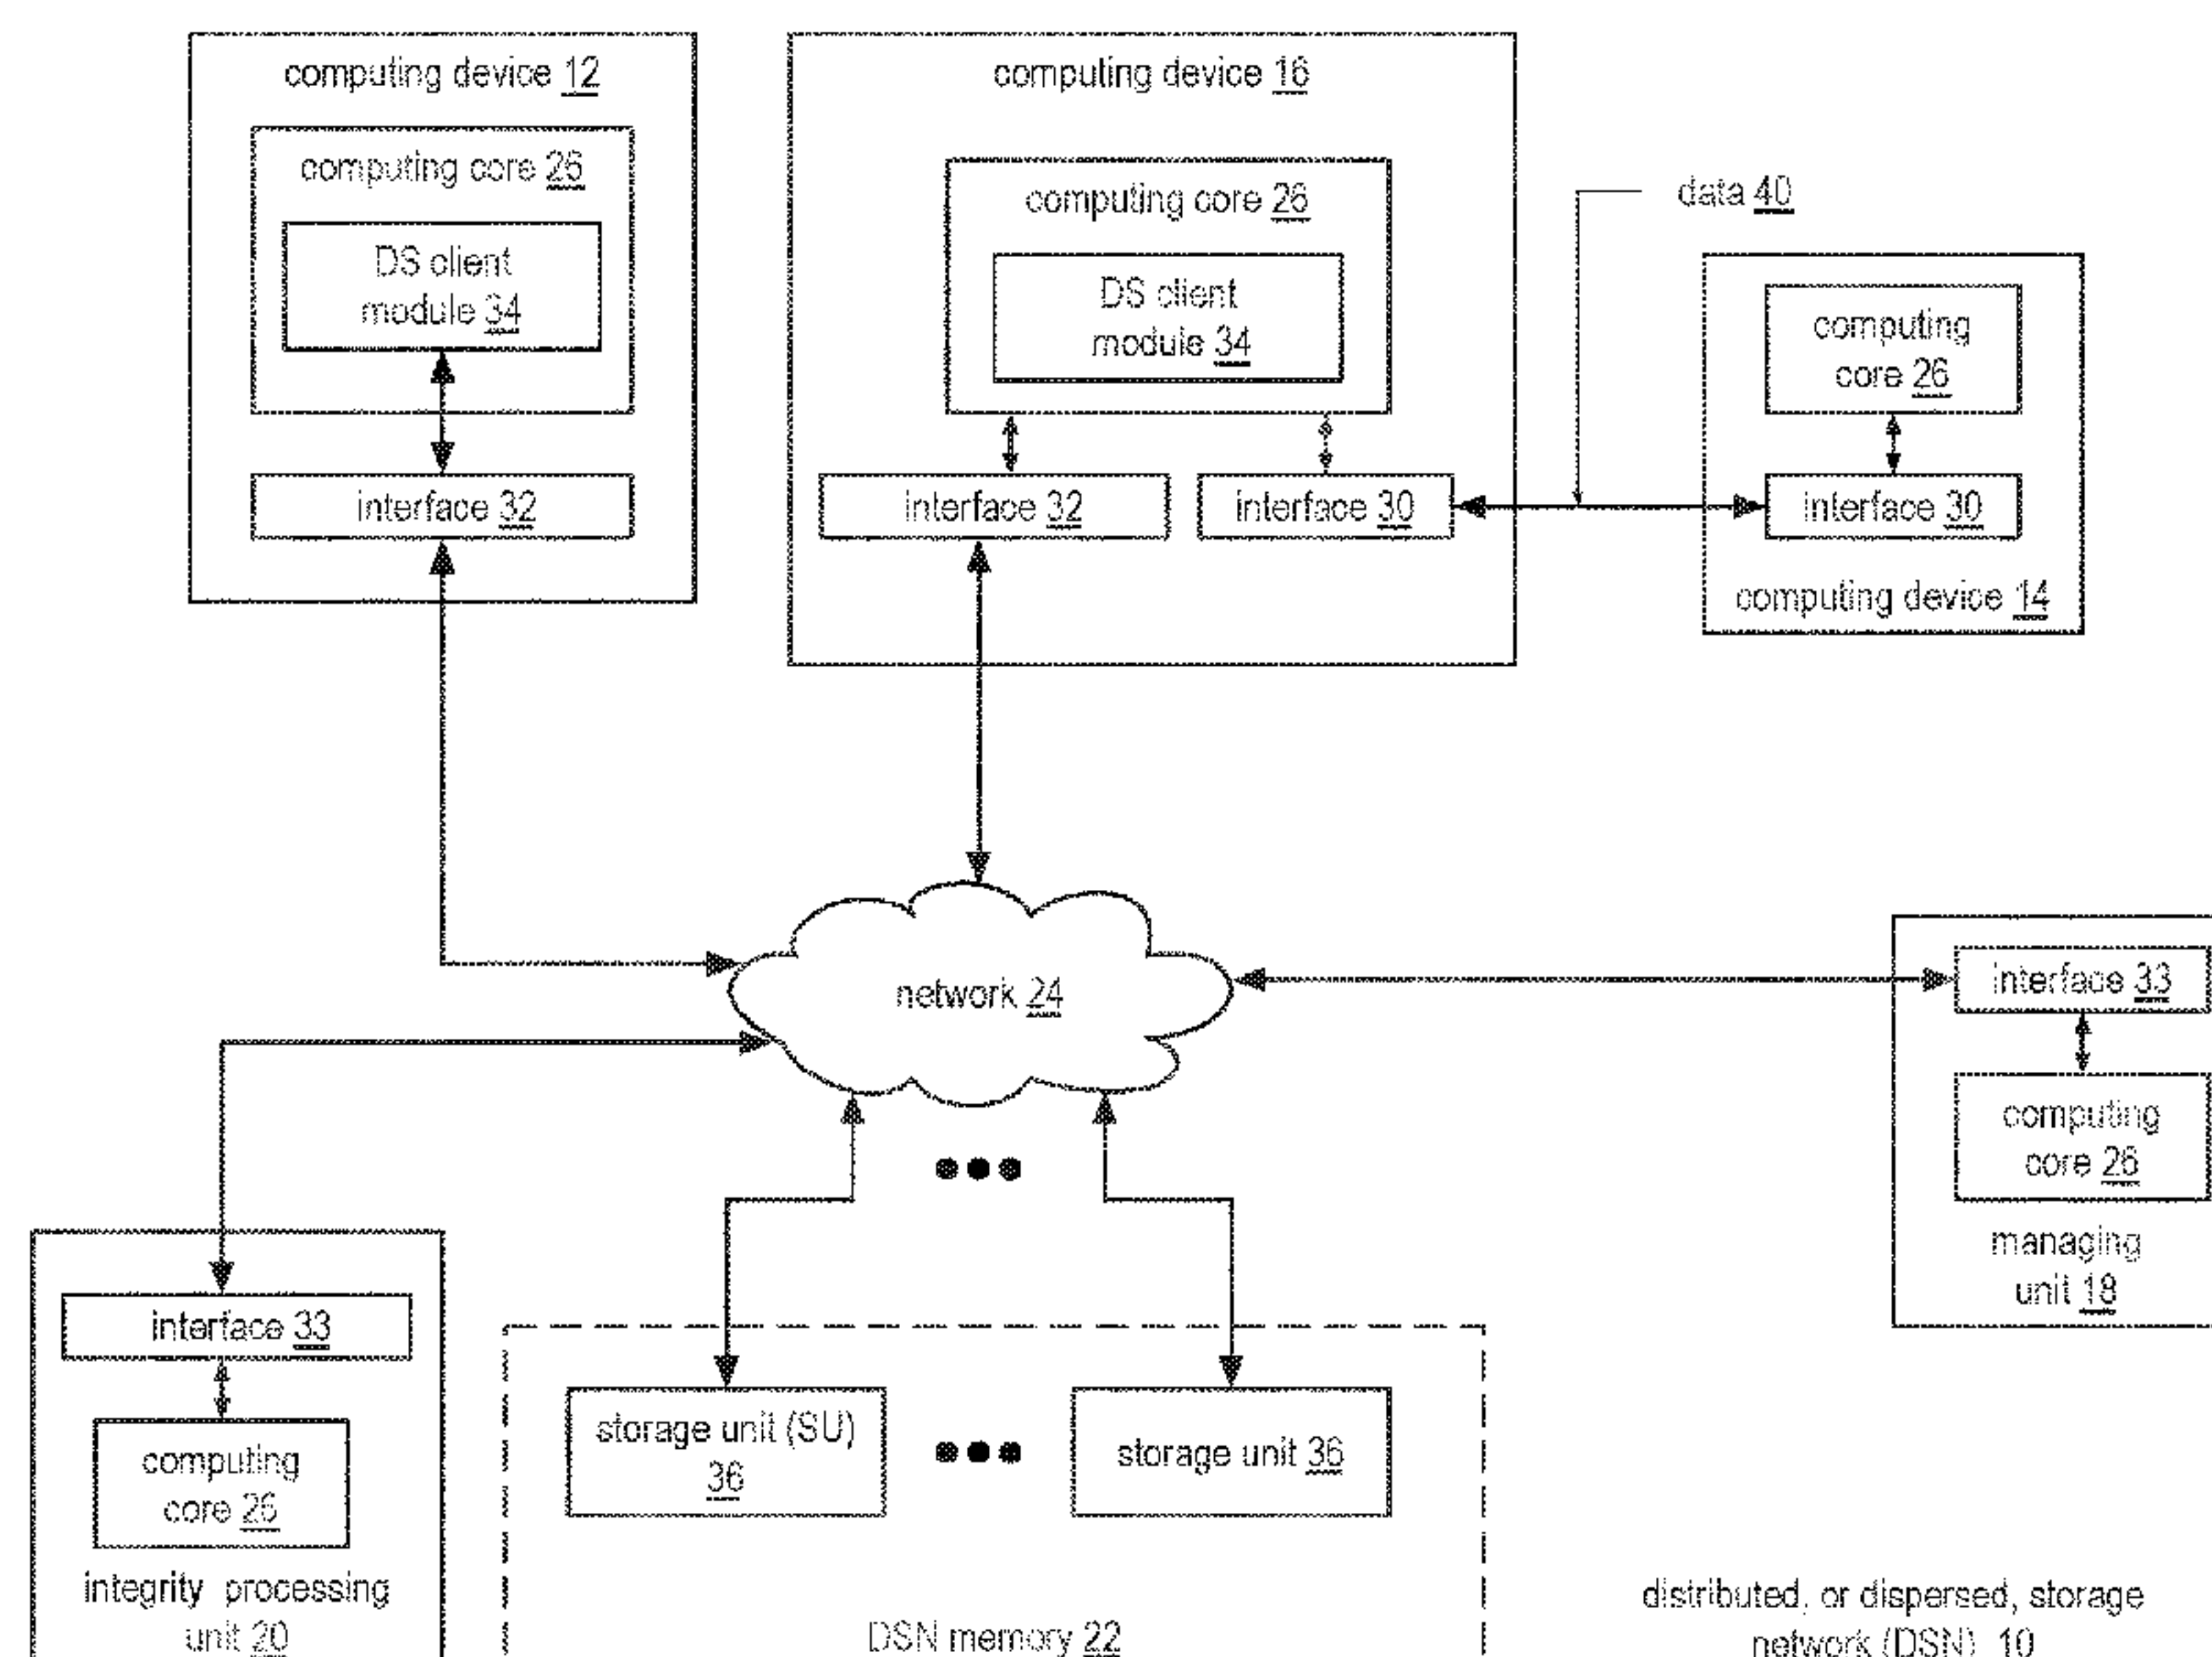 computing device 12
computing core 26
DS client
module 34
interface 32
computing device 16
computing core 26
DS client
module 34
interface 32
interface 30
data 40
computing
core 26
interface 30
computing device 14
network 24
interface 33
computing
core 26
managing
unit 18
interface 33
computing
core 26
integrity processing
unit 20
storage unit (SU)
36
storage unit 36
DSN memory 22
distributed, or dispersed, storage
network (DSN) 10